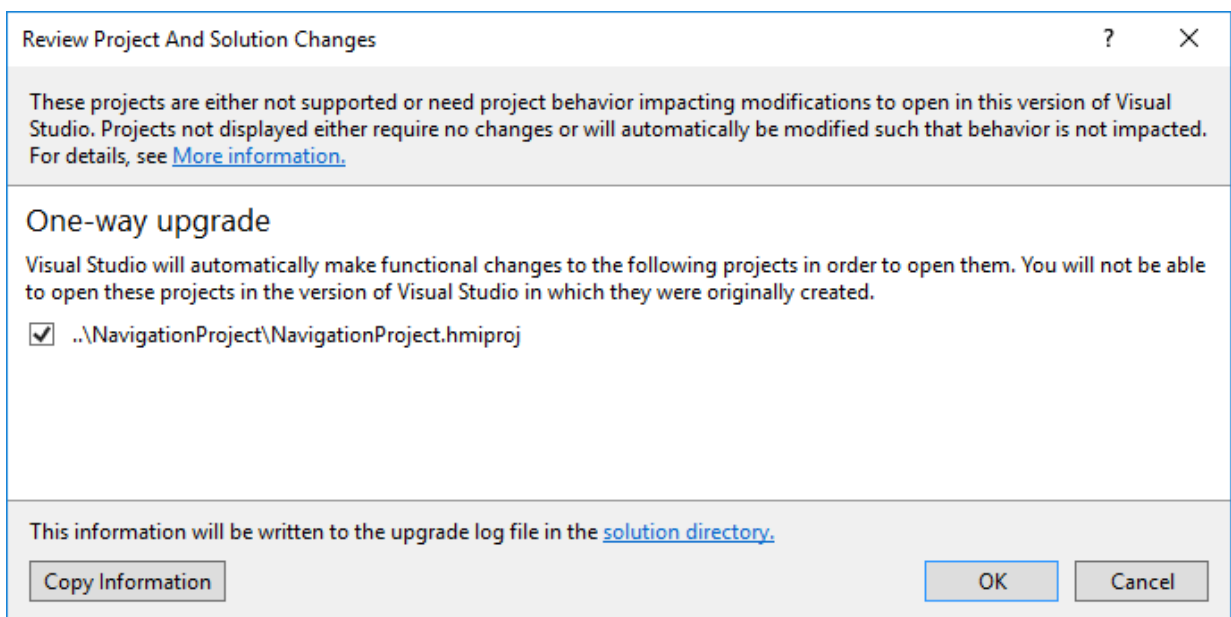 Review Project And Solution Changes
?
These projects are either not supported or need project behavior impacting modifications to open in this version of Visual
Studio. Projects not displayed either require no changes or will automatically be modified such that behavior is not impacted.
For details, see More information.
One-way upgrade
Visual Studio will automatically make functional changes to the following projects in order to open them. You will not be able
to open these projects in the version of Visual Studio in which they were originally created.
..\NavigationProject\NavigationProject.hmiproj
This information will be written to the upgrade log file in the solution directory.
Copy Information
OK
Cancel